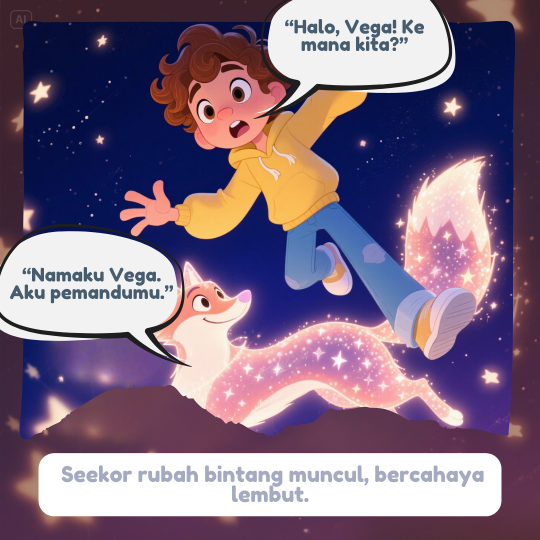 AI
“Halo, Vega! Ke
mana kita?”
“Namaku Vega.
Aku pemandumu.”
Seekor rubah bintang muncul, bercahaya
lembut.